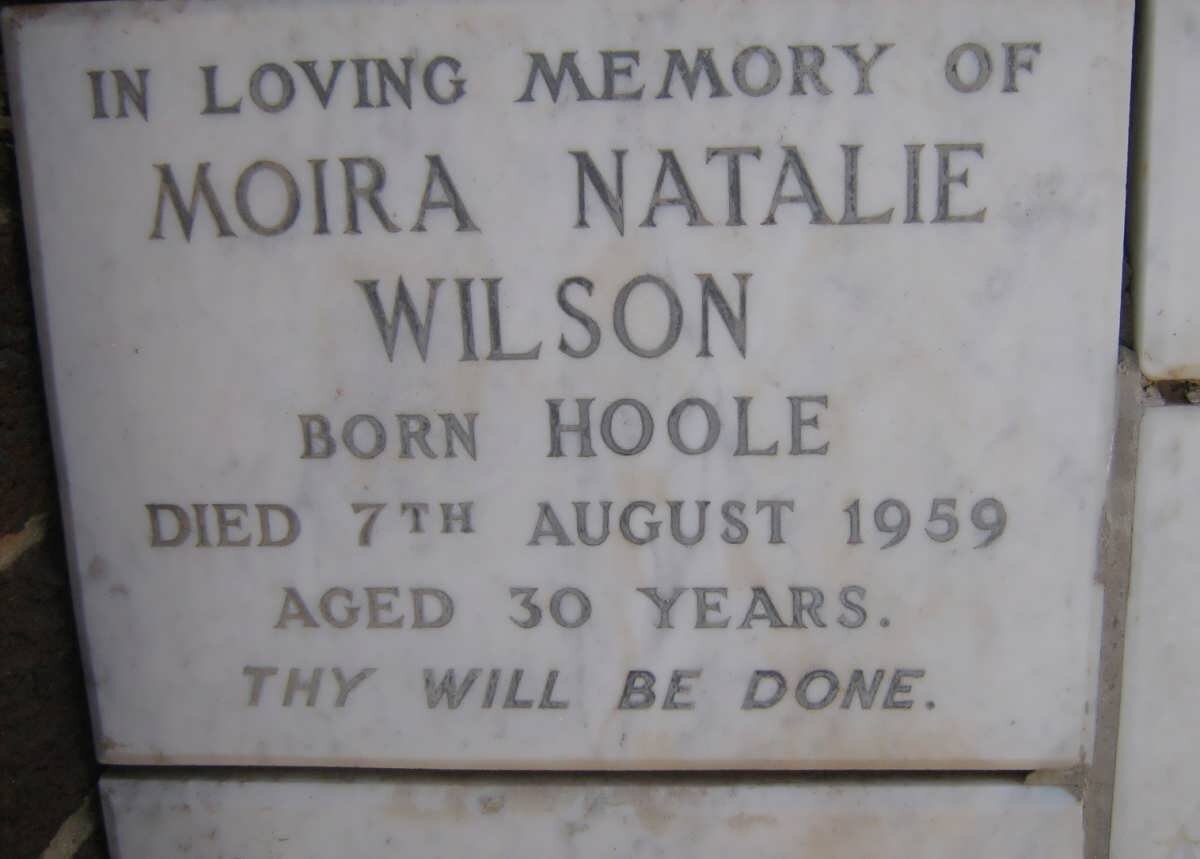 IN LOVING MEMORY OF
MOIRA NATALIE
WILSON
BORN HOOLE
DIED 7TH AUGUST 1959
AGED 30 YEARS.
THY WILL BE DONE.